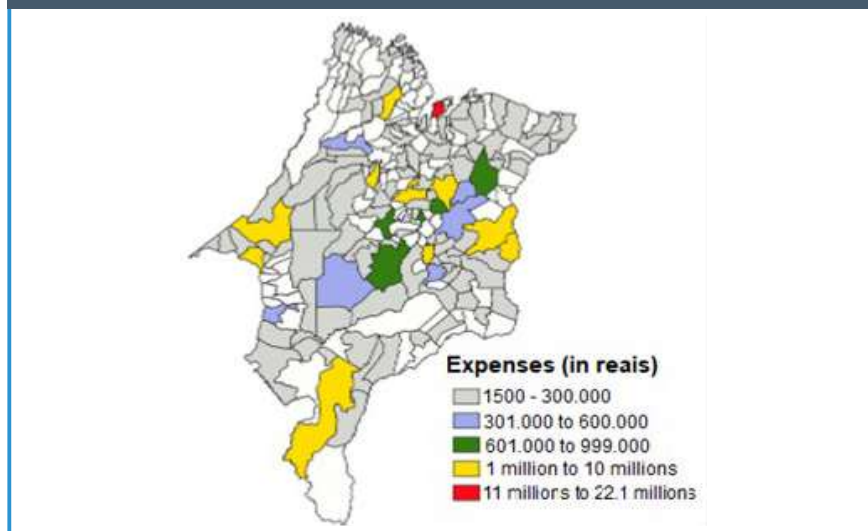 Expenses (in reais)
1500 - 300.000
301.000 to 600.000
601.000 to 999.000
1 million to 10 millions
11 millions to 22.1 millions